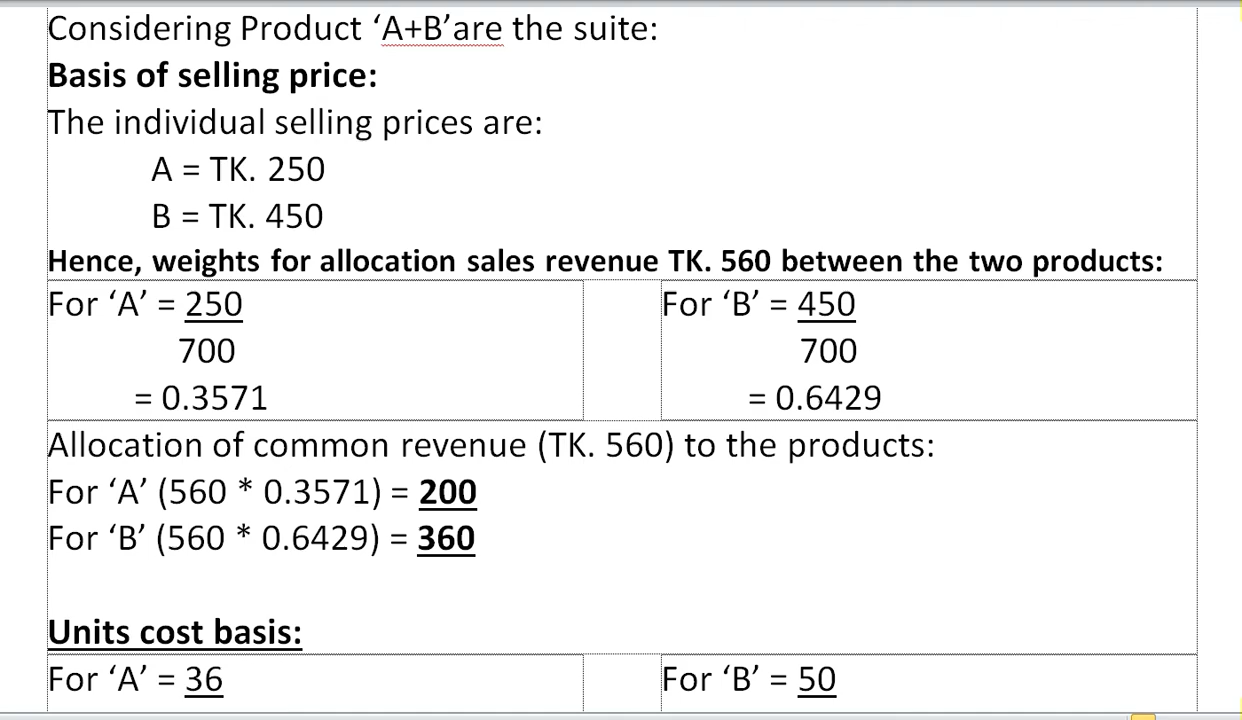 Considering Product ‘A+B’are the suite:
Basis of selling price:
The individual selling prices are:
A = TK. 250
B = TK. 450
Hence, weights for allocation sales revenue TK. 560 between the two products:
For ‘A’ = 250
700
= 0.3571
For ‘B’ = 450
700
= 0.6429
Allocation of common revenue (TK. 560) to the products:
For ‘A’ (560 * 0.3571) = 200
For ‘B’ (560 * 0.6429) = 360
Units cost basis:
For ‘A’ = 36
For ‘B’ = 50